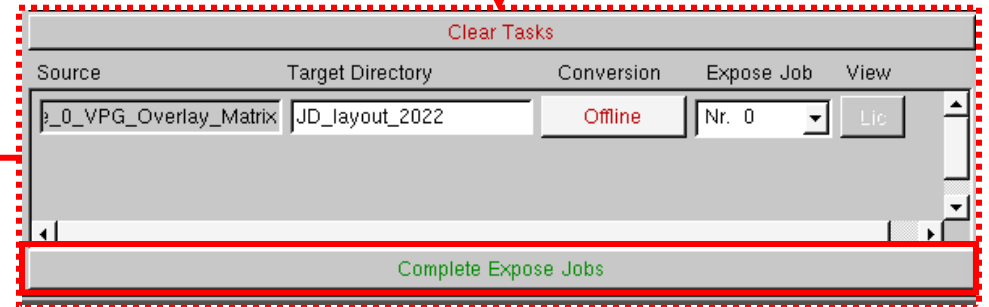 Clear Tasks
Source Target Directory Conversion Expose Job View
e_0_VPG_Overlay_Matrix JD_layout_2022 Offline Nr. 0 Lic
Complete Expose Jobs